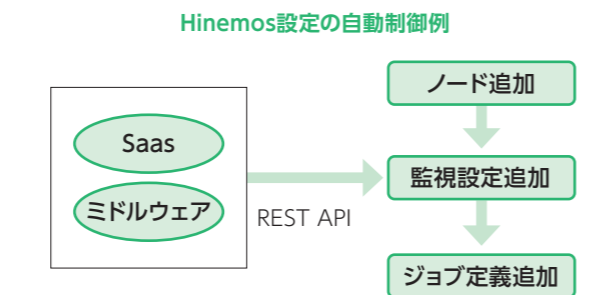 Hinemos設定の自動制御例
Saas
ミドルウェア
REST API
ノード追加
監視設定追加
ジョブ定義追加